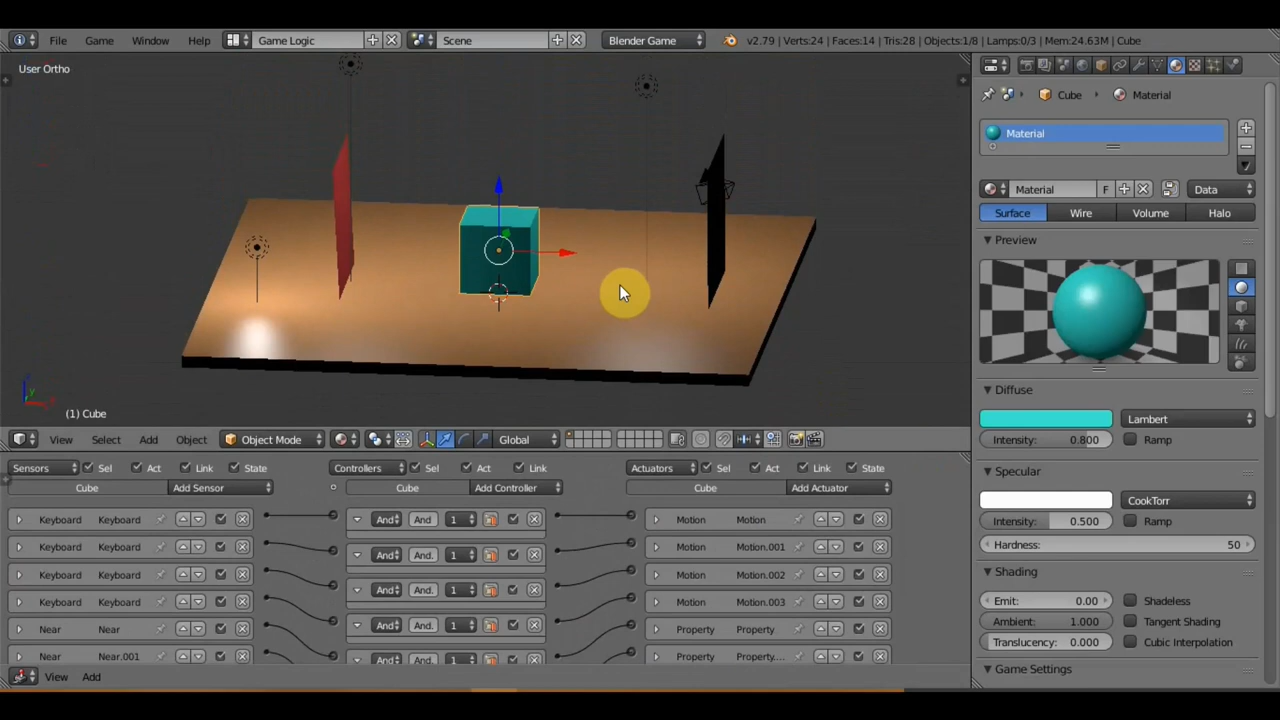 File Game Window Help Game Logic Scene Blender Game v2.79 | Verts:24 | Faces:14 | Tris:28 | Objects:1/8 | Lamps:0/3 | Mem:24.63M | Cube
User Ortho
Cube Material
Material
Material F Data
Surface Wire Volume Halo
Preview
Diffuse
Lambert
Intensity: 0.800 Ramp
Specular
CookTorr
Intensity: 0.500 Ramp
Hardness: 50
Shading
Emit: 0.00 Shadeless
Ambient: 1.000 Tangent Shading
Translucency: 0.000 Cubic Interpolation
Game Settings
(1) Cube
View Select Add Object Object Mode Global
Sensors Sel Act Link State Controllers Sel Act Link Actuators Sel Act Link State
Cube Add Sensor Cube Add Controller Cube Add Actuator
Keyboard Keyboard And And 1 Motion Motion
Keyboard Keyboard And And. 1 Motion Motion.001
Keyboard Keyboard And And. 1 Motion Motion.002
Keyboard Keyboard And And. 1 Motion Motion.003
Near Near And And. 1 Property Property
Near Near.001 And And. 1 Property Property....
View Add